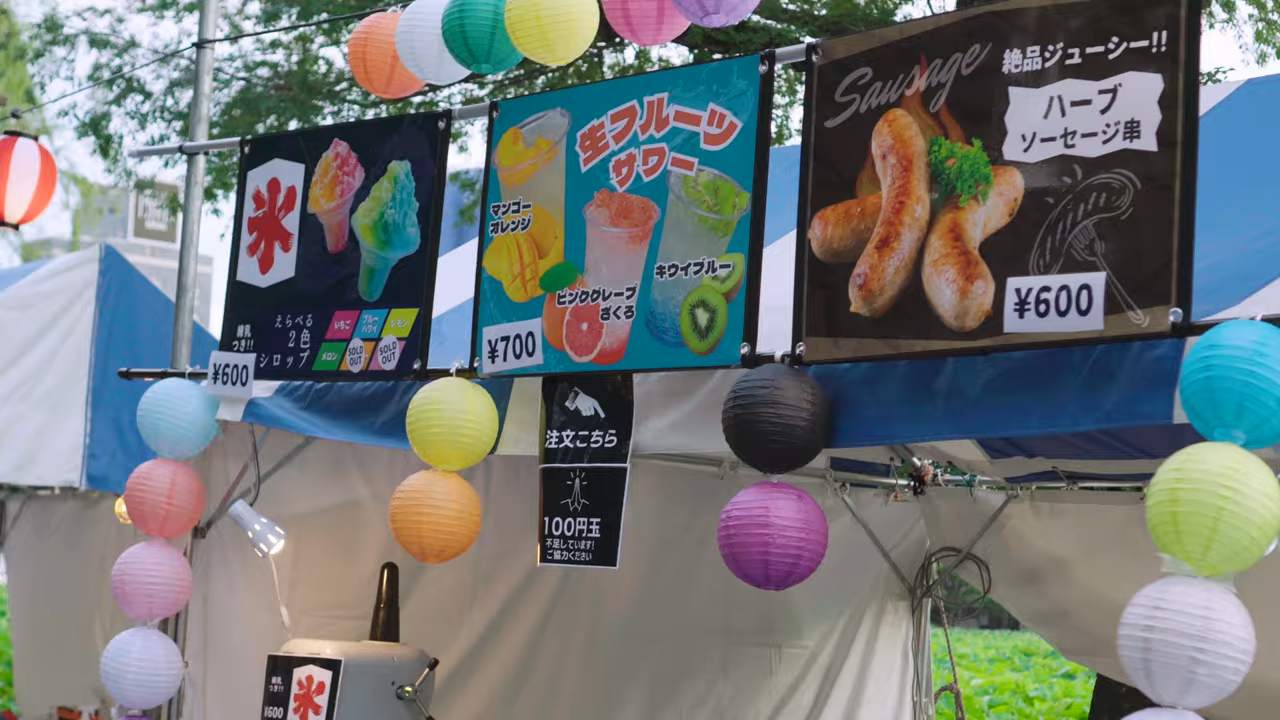 氷
練乳
つき!!
えらべる
2色
シロップ
いちご
ブルー
ハワイ
レモン
メロン
SOLD
OUT
SOLD
OUT
¥600
生フルーツ
サワー
マンゴー
オレンジ
ピンクグレープ
ざくろ
キウイブルー
¥700
Sausage
絶品ジューシー!!
ハーブ
ソーセージ串
¥600
注文こちら
100円玉
不足しています!
ご協力ください
練乳
つき!!
氷
¥600